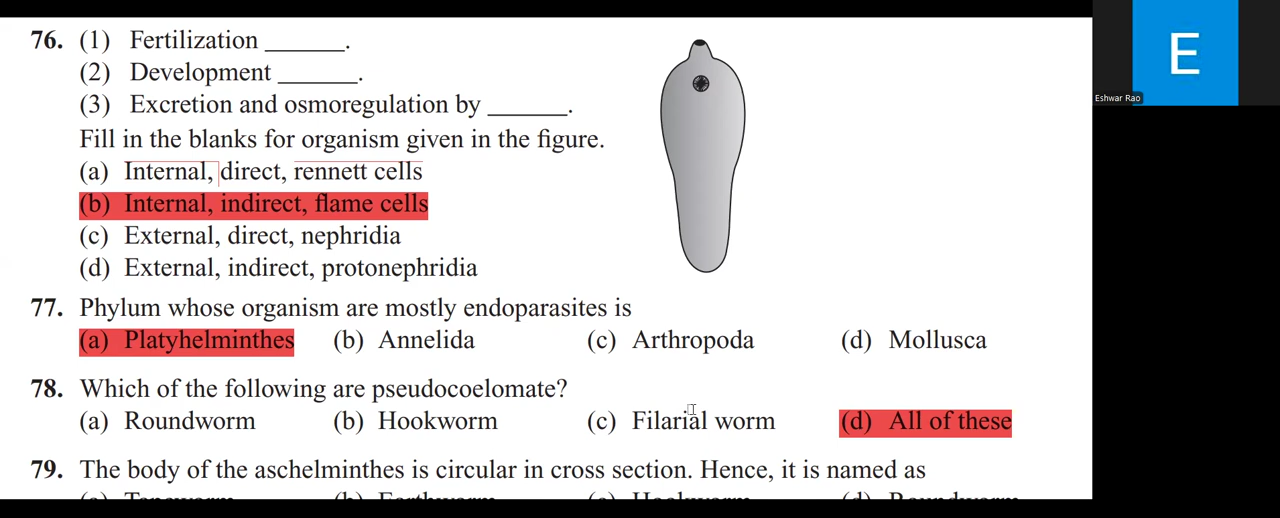 76. (1) Fertilization ______.
(2) Development ______.
(3) Excretion and osmoregulation by ______.
Fill in the blanks for organism given in the figure.
(a) Internal, direct, rennett cells
(b) Internal, indirect, flame cells
(c) External, direct, nephridia
(d) External, indirect, protonephridia
77. Phylum whose organism are mostly endoparasites is
(a) Platyhelminthes (b) Annelida (c) Arthropoda (d) Mollusca
78. Which of the following are pseudocoelomate?
(a) Roundworm (b) Hookworm (c) Filarial worm (d) All of these
79. The body of the aschelminthes is circular in cross section. Hence, it is named as
E
Eshwar Rao